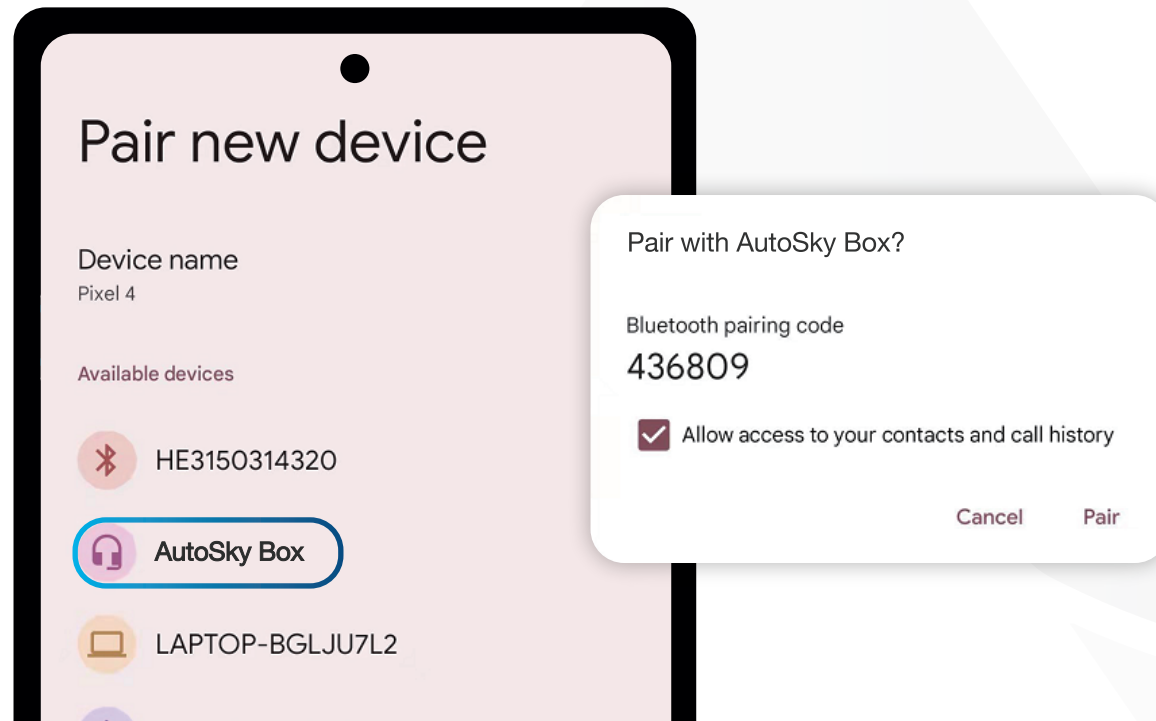 Pair new device
Device name
Pixel 4
Available devices
HE3150314320
AutoSky Box
LAPTOP-BGLJU7L2
Pair with AutoSky Box?
Bluetooth pairing code
436809
Allow access to your contacts and call history
Cancel Pair